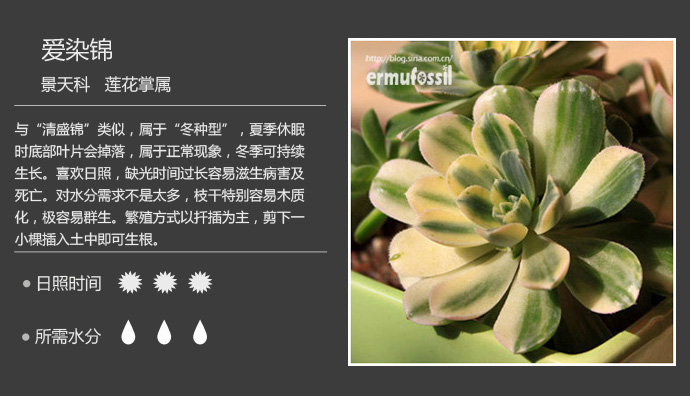 爱染锦
景天科 莲花掌属
与“清盛锦”类似，属于“冬种型”，夏季休眠
时底部叶片会掉落，属于正常现象，冬季可持续
生长。喜欢日照，缺光时间过长容易滋生病害及
死亡。对水分需求不是太多，枝干特别容易木质
化，极容易群生。繁殖方式以扦插为主，剪下一
小棵插入土中即可生根。
日照时间
所需水分
http://blog.sina.com.cn/
ermufossil